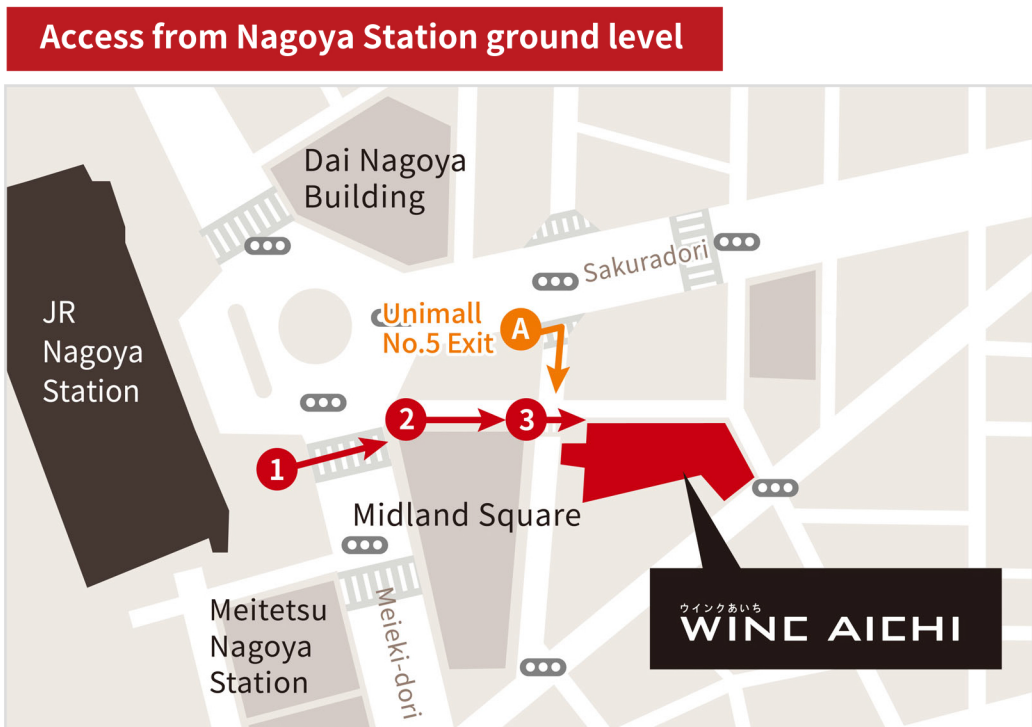 Access from Nagoya Station ground level
Dai Nagoya
Building
Sakuradori
JR
Nagoya
Station
Unimall
No.5 Exit
A
1
2
3
Midland Square
Meitetsu
Nagoya
Station
Meieki-dori
ウインクあいち
WINC AICHI